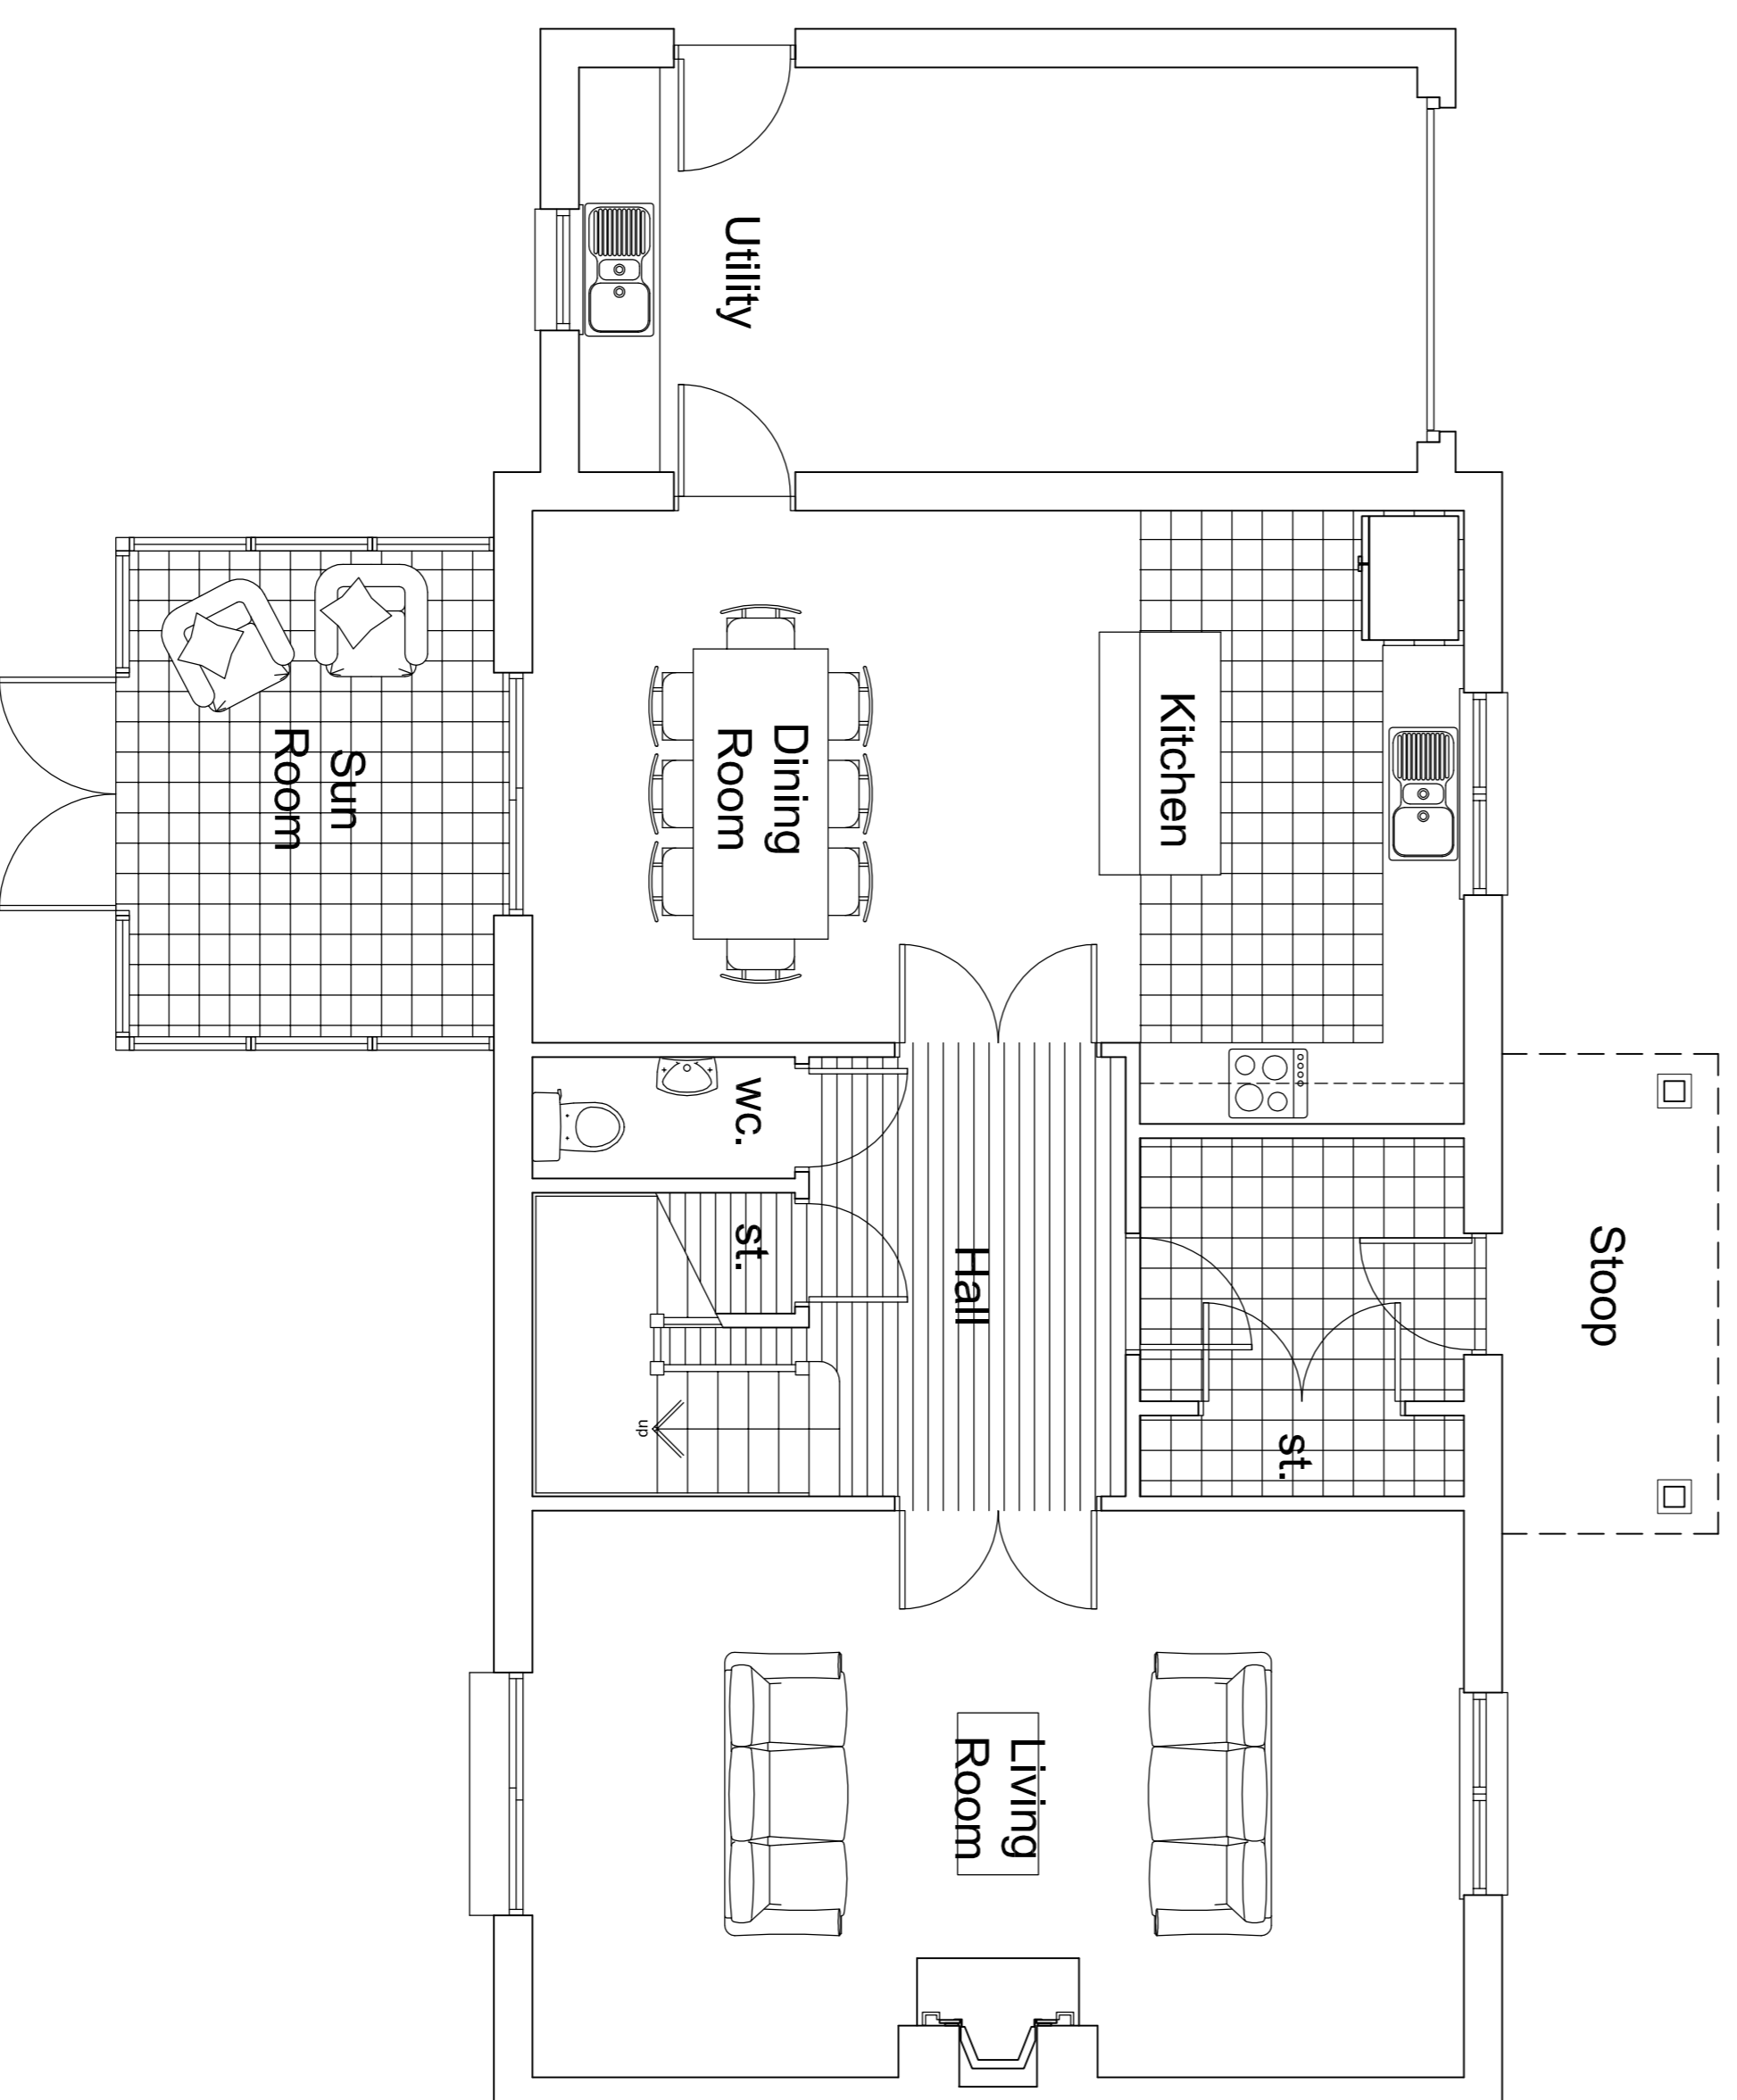 Stoop
st.
Kitchen
Living
Room
Hall
Dining
Room
Utility
wc.
st.
up
Sun
Room